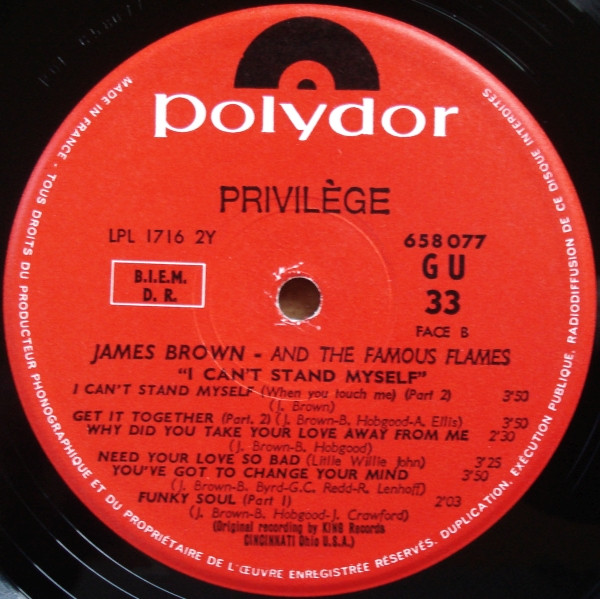 polydor
PRIVILÈGE
LPL 1716 2Y
658 077
B.I.E.M.
D. R.
G U
33
FACE B
JAMES BROWN - AND THE FAMOUS FLAMES
"I CAN'T STAND MYSELF"
I CAN'T STAND MYSELF (When you touch me) (Part 2) 3'50
(J. Brown)
GET IT TOGETHER (Part. 2) (J. Brown-B. Hobgood-A. Ellis) 3'50
WHY DID YOU TAKE YOUR LOVE AWAY FROM ME 2'30
(J. Brown-B. Hobgood)
NEED YOUR LOVE SO BAD (Little Willie John) 3'25
YOU'VE GOT TO CHANGE YOUR MIND 3'50
(J. Brown-B. Byrd-G.C. Redd-R. Lenhoff)
FUNKY SOUL (Part 1) 2'03
(J. Brown-B. Hobgood-J. Crawford)
(Original recording by KING Records
CINCINNATI Ohio U.S.A.)
MADE IN FRANCE - TOUS DROITS DU PRODUCTEUR PHONOGRAPHIQUE ET DU PROPRIÉTAIRE DE L'ŒUVRE ENREGISTRÉE RÉSERVÉS. DUPLICATION, EXÉCUTION PUBLIQUE, RADIODIFFUSION DE CE DISQUE INTERDITES